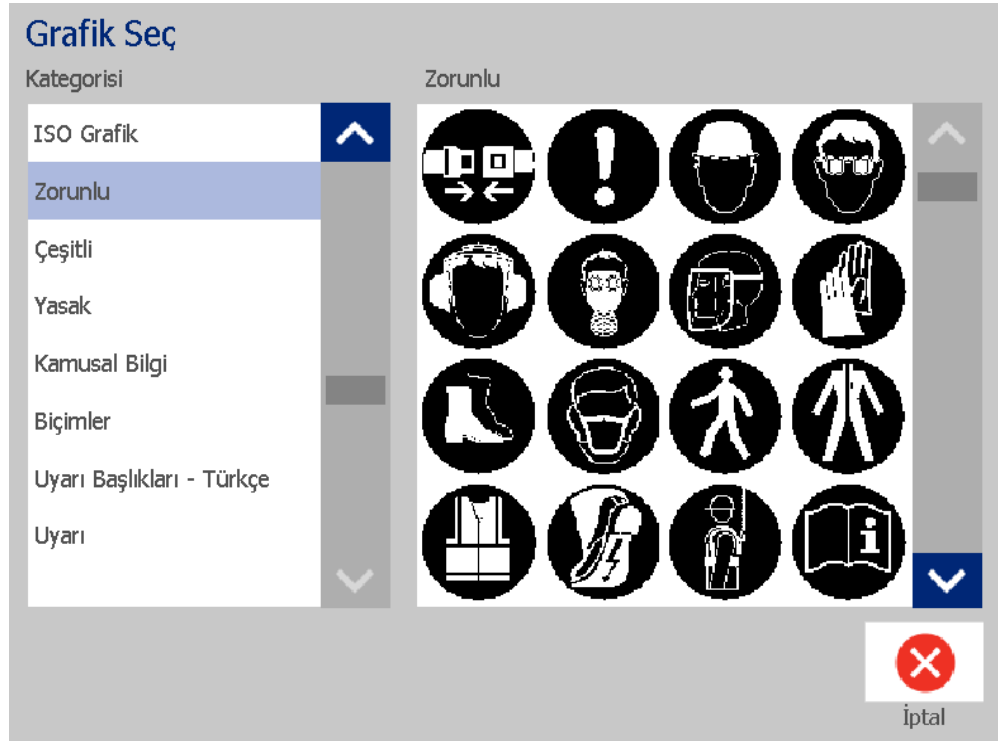 Grafik Seç
Kategorisi
Zorunlu
ISO Grafik
Zorunlu
Çeşitli
Yasak
Kamusal Bilgi
Biçimler
Uyarı Başlıkları - Türkçe
Uyarı
i
İptal